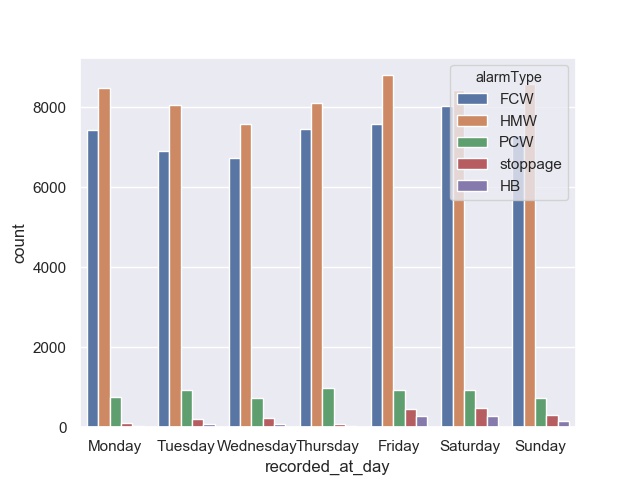 alarmType
FCW
HMW
PCW
stoppage
HB
8000
6000
4000
2000
0
count
Monday Tuesday Wednesday Thursday Friday Saturday Sunday
recorded_at_day